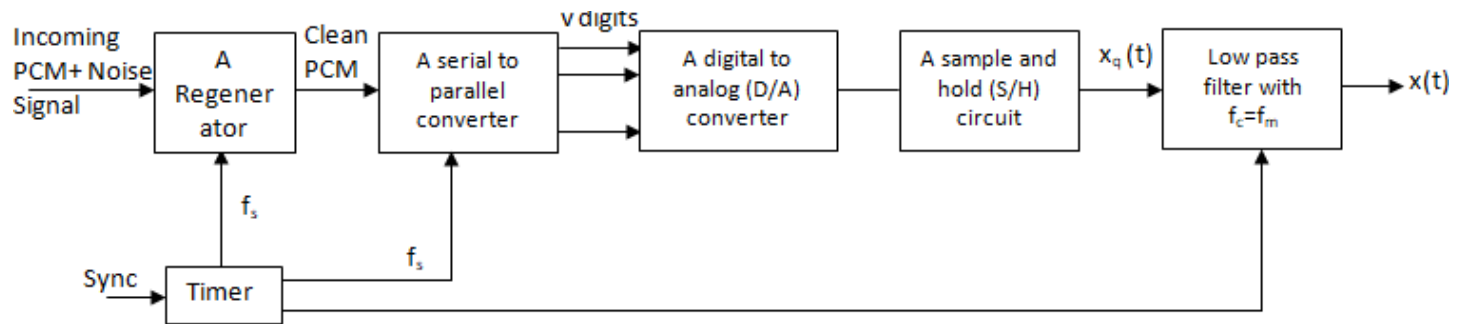 Incoming
PCM+ Noise
Signal
A
Regener
ator
Clean
PCM
A serial to
parallel
converter
v digits
A digital to
analog (D/A)
converter
A sample and
hold (S/H)
circuit
xq (t)
Low pass
filter with
fc=fm
x(t)
fs
fs
Sync
Timer